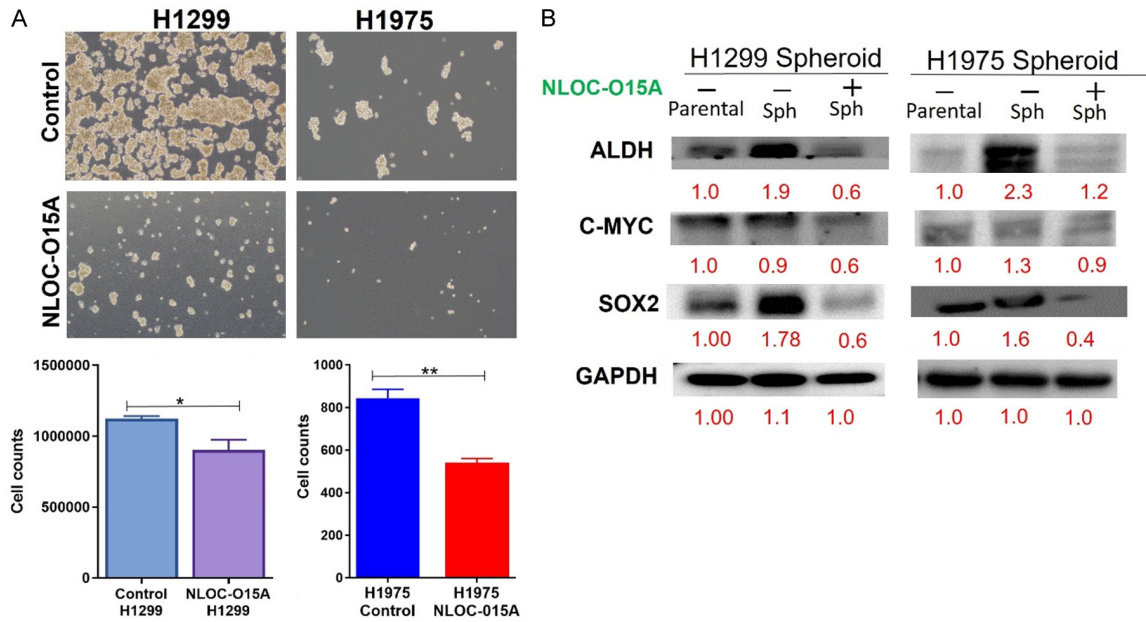 A
H1299
H1975
Control
NLOC-O15A
1500000
1000000
500000
0
Cell counts
*
Control
H1299
NLOC-O15A
H1299
1000
800
600
400
200
0
Cell counts
**
H1975
Control
H1975
NLOC-015A
B
H1299 Spheroid
H1975 Spheroid
NLOC-O15A
− − +
− − +
Parental Sph Sph
Parental Sph Sph
ALDH
1.0 1.9 0.6
1.0 2.3 1.2
C-MYC
1.0 0.9 0.6
1.0 1.3 0.9
SOX2
1.00 1.78 0.6
1.0 1.6 0.4
GAPDH
1.00 1.1 1.0
1.0 1.0 1.0